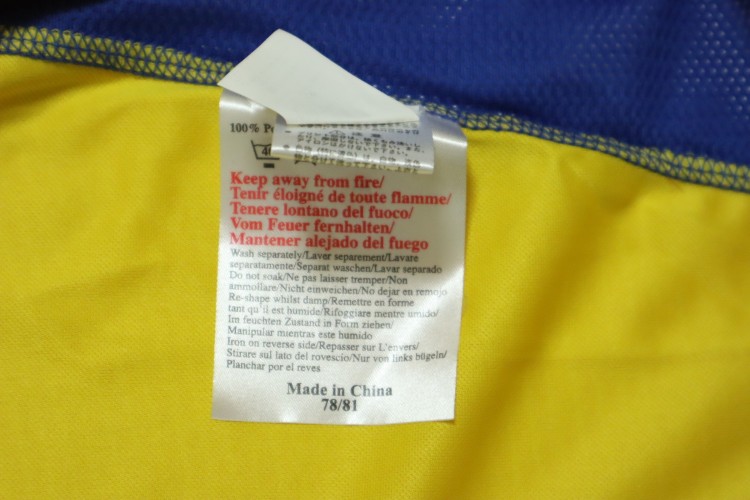 100%
40
Keep away from fire/
Tenir éloigné de toute flamme/
Tenere lontano del fuoco/
Vom Feuer fernhalten/
Mantener alejado del fuego
Wash separately/Laver separement/Lavare
separatamente/Separat waschen/Lavar separado
Do not soak/Ne pas laisser tremper/Non
ammollare/Nicht einweichen/No dejar en remojo
Re-shape whilst damp/Remettre en forme
tant qu'il est humide/Rifoggiare mentre umido/
Im feuchten Zustand in Form ziehen/
Manipular mientras este humido
Iron on reverse side/Repasser sur L'envers/
Stirare sul lato del rovescio/Nur von links bügeln/
Planchar por el reves
Made in China
78/81